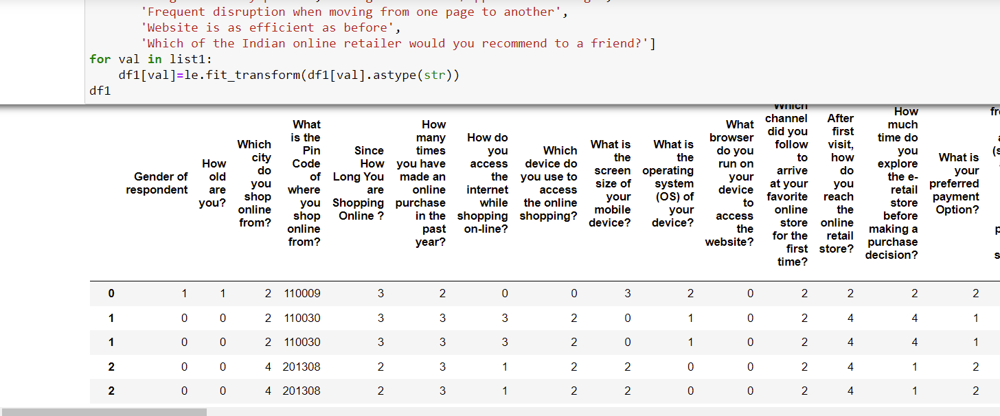 'Frequent disruption when moving from one page to another',
'Website is as efficient as before',
'Which of the Indian online retailer would you recommend to a friend?']
for val in list1:
df1[val]=le.fit_transform(df1[val].astype(str))
df1
Gender of
respondent
How
old
are
you?
Which
city
do
you
shop
online
from?
What
is the
Pin
Code
of
where
you
shop
online
from?
Since
How
Long You
are
Shopping
Online ?
How
many
times
you have
made an
online
purchase
in the
past
year?
How do
you
access
the
internet
while
shopping
on-line?
Which
device do
you use to
access
the online
shopping?
What is
the
screen
size of
your
mobile
device?
What is
the
operating
system
(OS) of
your
device?
What
browser
do you
run on
your
device
to
access
the
website?
Which
channel
did you
follow
to
arrive
at your
favorite
online
store
for the
first
time?
After
first
visit,
how
do
you
reach
the
online
retail
store?
How
much
time do
you
explore
the e-
retail
store
before
making a
purchase
decision?
What is
your
preferred
payment
Option?
0 1 1 2 110009 3 2 0 0 3 2 0 2 2 2 2
1 0 0 2 110030 3 3 3 2 0 1 0 2 4 4 1
1 0 0 2 110030 3 3 3 2 0 1 0 2 4 4 1
2 0 0 4 201308 2 3 1 2 2 0 0 2 4 1 2
2 0 0 4 201308 2 3 1 2 2 0 0 2 4 1 2